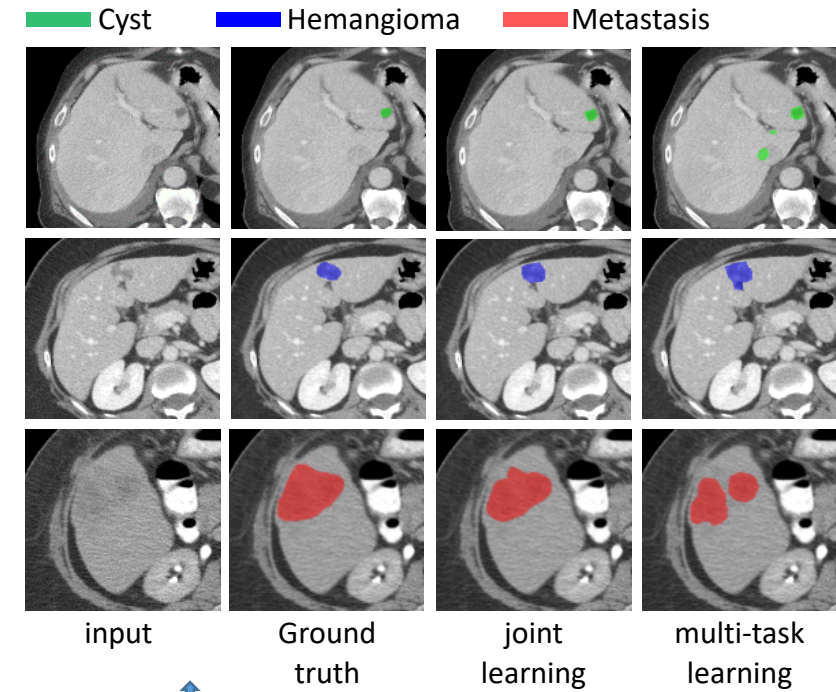 Cyst Hemangioma Metastasis
input Ground joint multi-task
truth learning learning